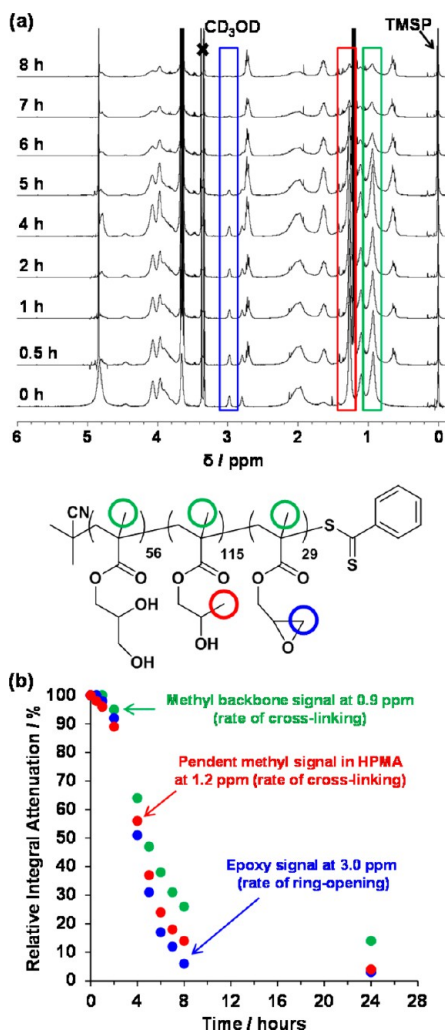 (a)
CD3OD
TMSP
8 h
7 h
6 h
5 h
4 h
2 h
1 h
0.5 h
0 h
6 5 4 3 2 1 0
δ / ppm
CN
56
115
29
S
S
O O
O O
O O
OH
OH
OH
O
(b)
Relative Integral Attenuation / %
100
90
80
70
60
50
40
30
20
10
0
Methyl backbone signal at 0.9 ppm
(rate of cross-linking)
Pendent methyl signal in HPMA
at 1.2 ppm (rate of cross-linking)
Epoxy signal at 3.0 ppm
(rate of ring-opening)
0 4 8 12 16 20 24 28
Time / hours